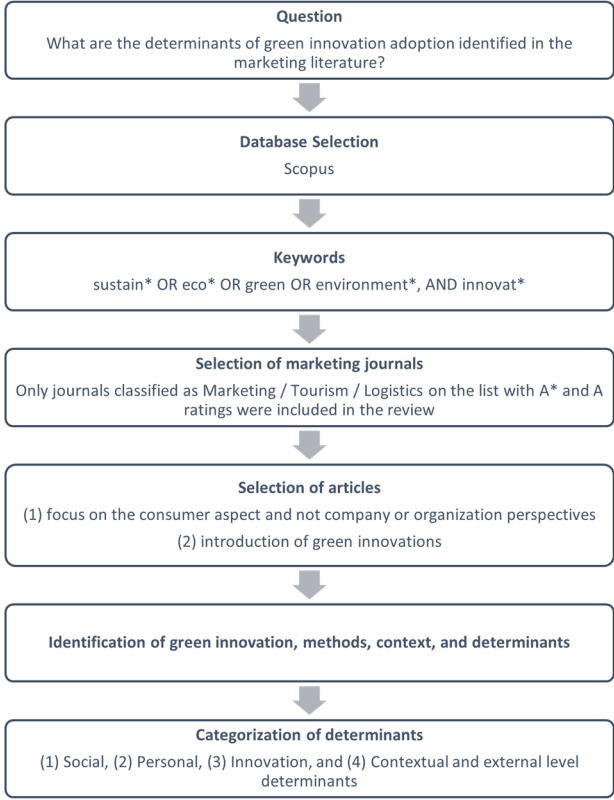 Question
What are the determinants of green innovation adoption identified in the
marketing literature?
Database Selection
Scopus
Keywords
sustain* OR eco* OR green OR environment*, AND innovat*
Selection of marketing journals
Only journals classified as Marketing / Tourism / Logistics on the list with A* and A
ratings were included in the review
Selection of articles
(1) focus on the consumer aspect and not company or organization perspectives
(2) introduction of green innovations
Identification of green innovation, methods, context, and determinants
Categorization of determinants
(1) Social, (2) Personal, (3) Innovation, and (4) Contextual and external level
determinants